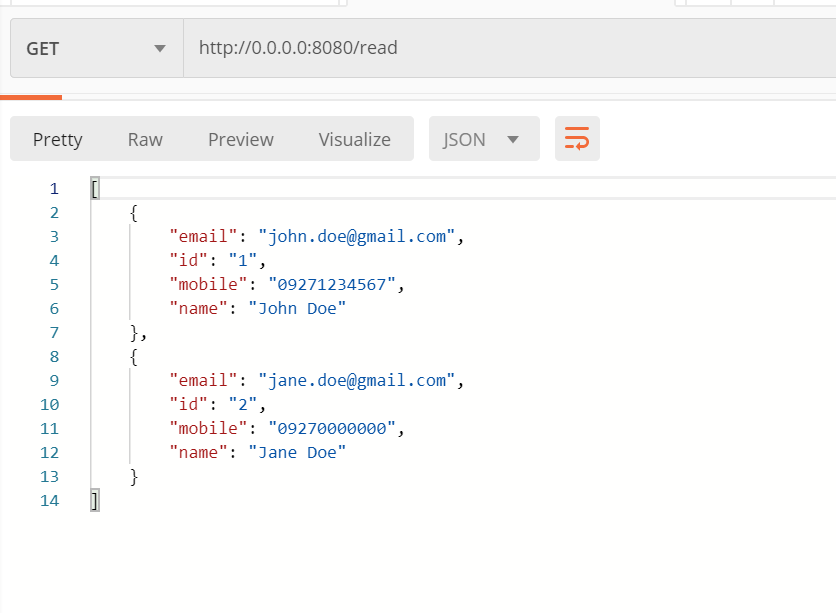 GET http://0.0.0.0:8080/read
Pretty Raw Preview Visualize JSON
1 [
2 {
3 "email": "john.doe@gmail.com",
4 "id": "1",
5 "mobile": "09271234567",
6 "name": "John Doe"
7 },
8 {
9 "email": "jane.doe@gmail.com",
10 "id": "2",
11 "mobile": "09270000000",
12 "name": "Jane Doe"
13 }
14 ]